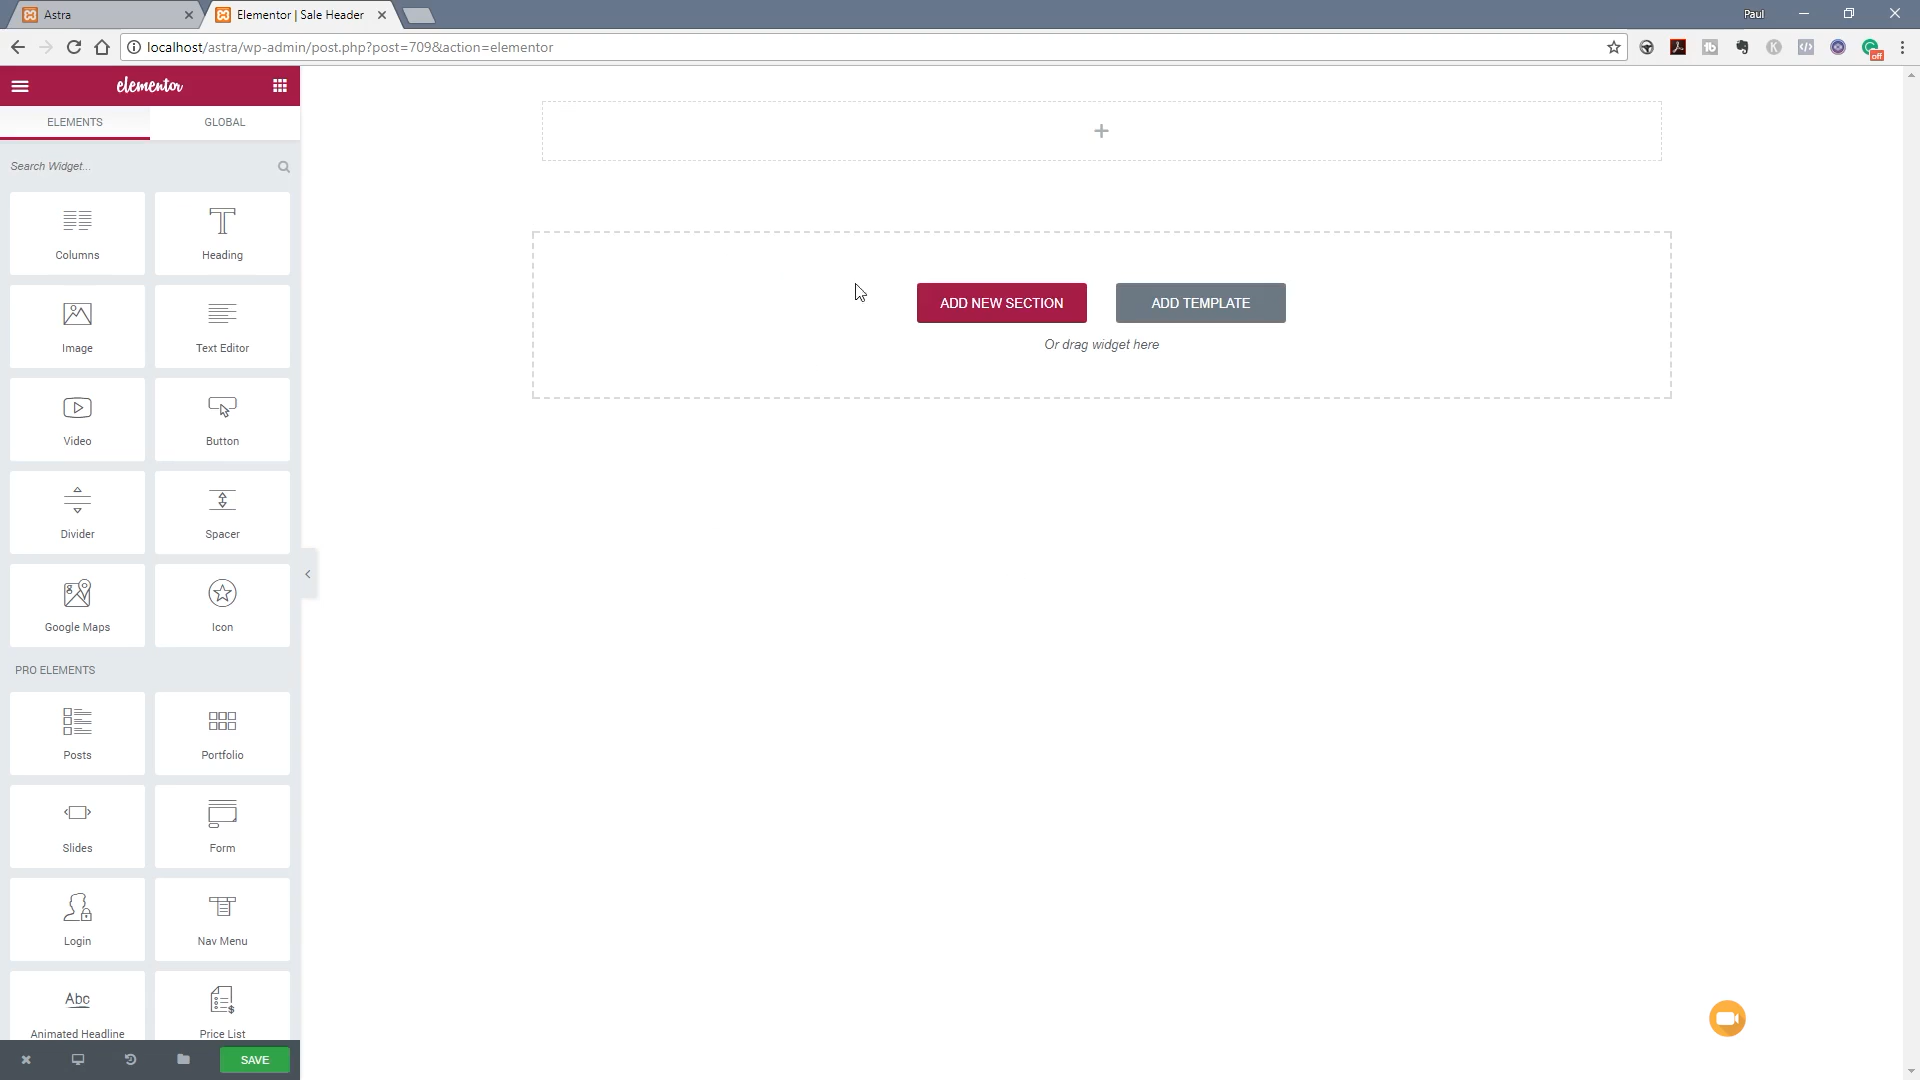 Astra
Elementor | Sale Header
Paul
localhost/astra/wp-admin/post.php?post=709&action=elementor
off
elementor
ELEMENTS
GLOBAL
Search Widget...
Columns
Heading
Image
Text Editor
Video
Button
Divider
Spacer
Google Maps
Icon
PRO ELEMENTS
Posts
Portfolio
Slides
Form
Login
Nav Menu
Abc
Animated Headline
Price List
SAVE
ADD NEW SECTION
ADD TEMPLATE
Or drag widget here